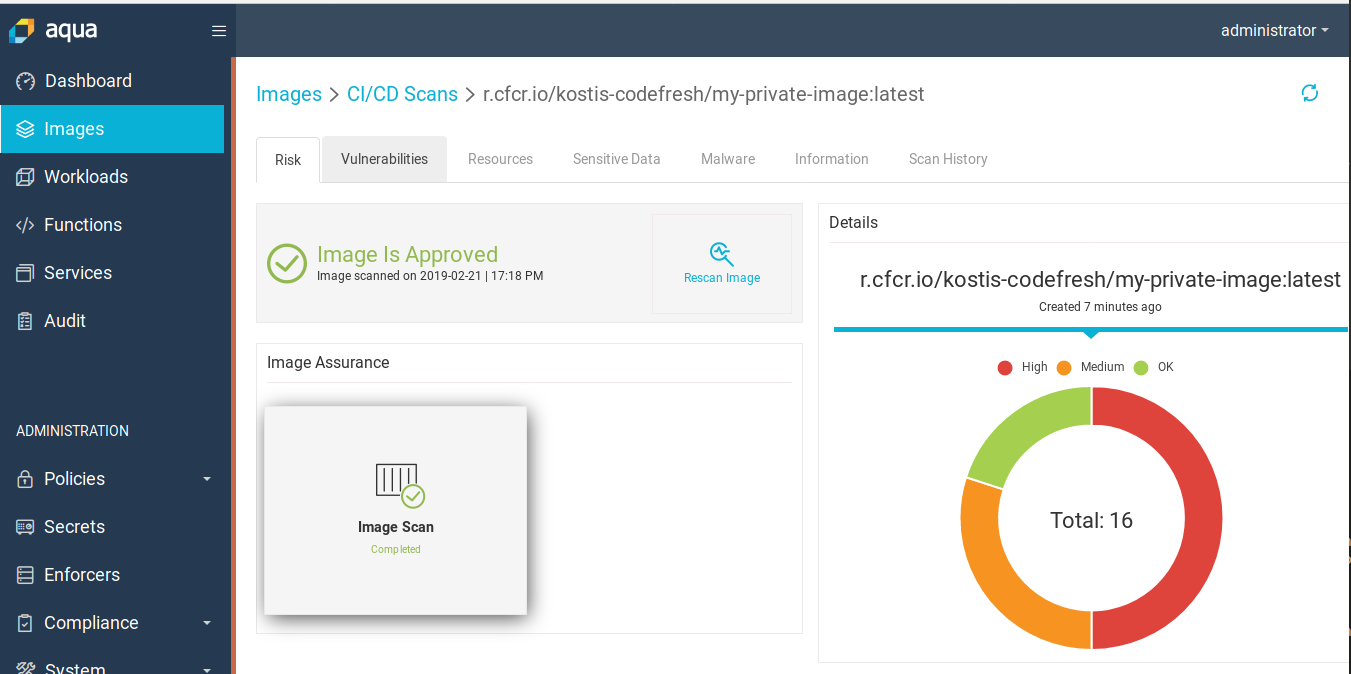 aqua
administrator
Dashboard
Images
Workloads
Functions
Services
Audit
ADMINISTRATION
Policies
Secrets
Enforcers
Compliance
System
Images > CI/CD Scans > r.cfcr.io/kostis-codefresh/my-private-image:latest
Risk Vulnerabilities Resources Sensitive Data Malware Information Scan History
Image Is Approved
Image scanned on 2019-02-21 | 17:18 PM
Rescan Image
Image Assurance
Image Scan
Completed
Details
r.cfcr.io/kostis-codefresh/my-private-image:latest
Created 7 minutes ago
High Medium OK
Total: 16